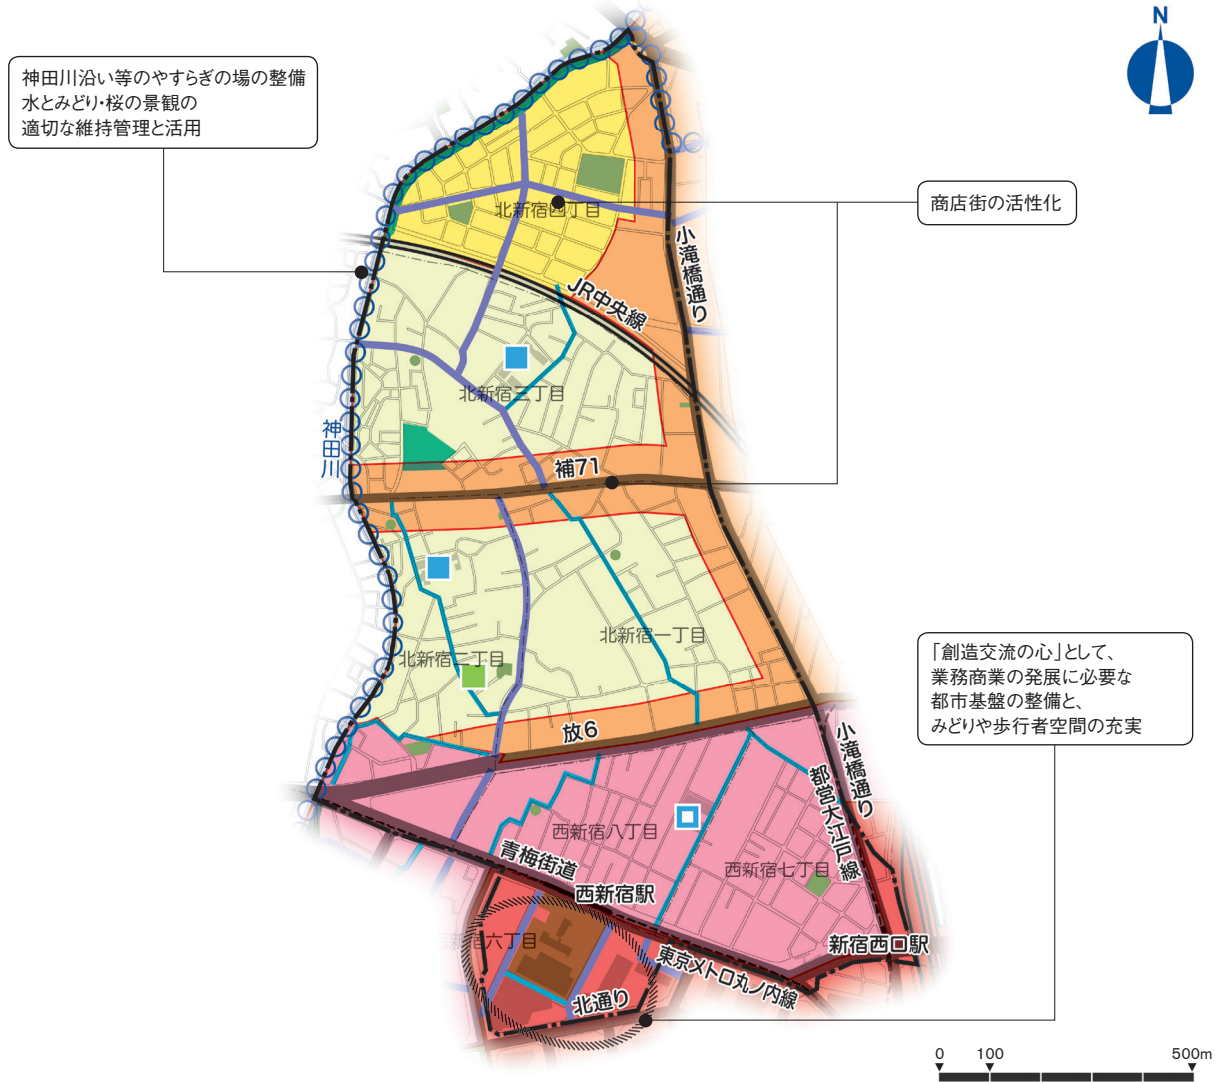 N
神田川沿い等のやすらぎの場の整備
水とみどり・桜の景観の
適切な維持管理と活用
商店街の活性化
北新宿四丁目
小滝橋通り
JR中央線
北新宿三丁目
神田川
補71
北新宿一丁目
北新宿二丁目
「創造交流の心」として、
業務商業の発展に必要な
都市基盤の整備と、
みどりや歩行者空間の充実
放6
小滝橋通り
都営大江戸線
西新宿八丁目
青梅街道
西新宿七丁目
西新宿駅
新宿西口駅
西新宿六丁目
東京メトロ丸ノ内線
北通り
0 100 500m